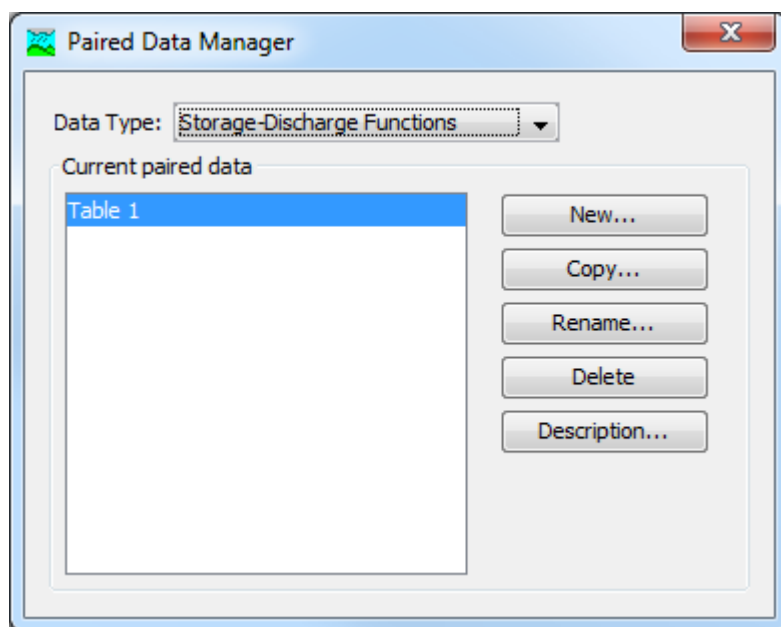 Paired Data Manager
Data Type: Storage-Discharge Functions
Current paired data
Table 1
New...
Copy...
Rename...
Delete
Description...